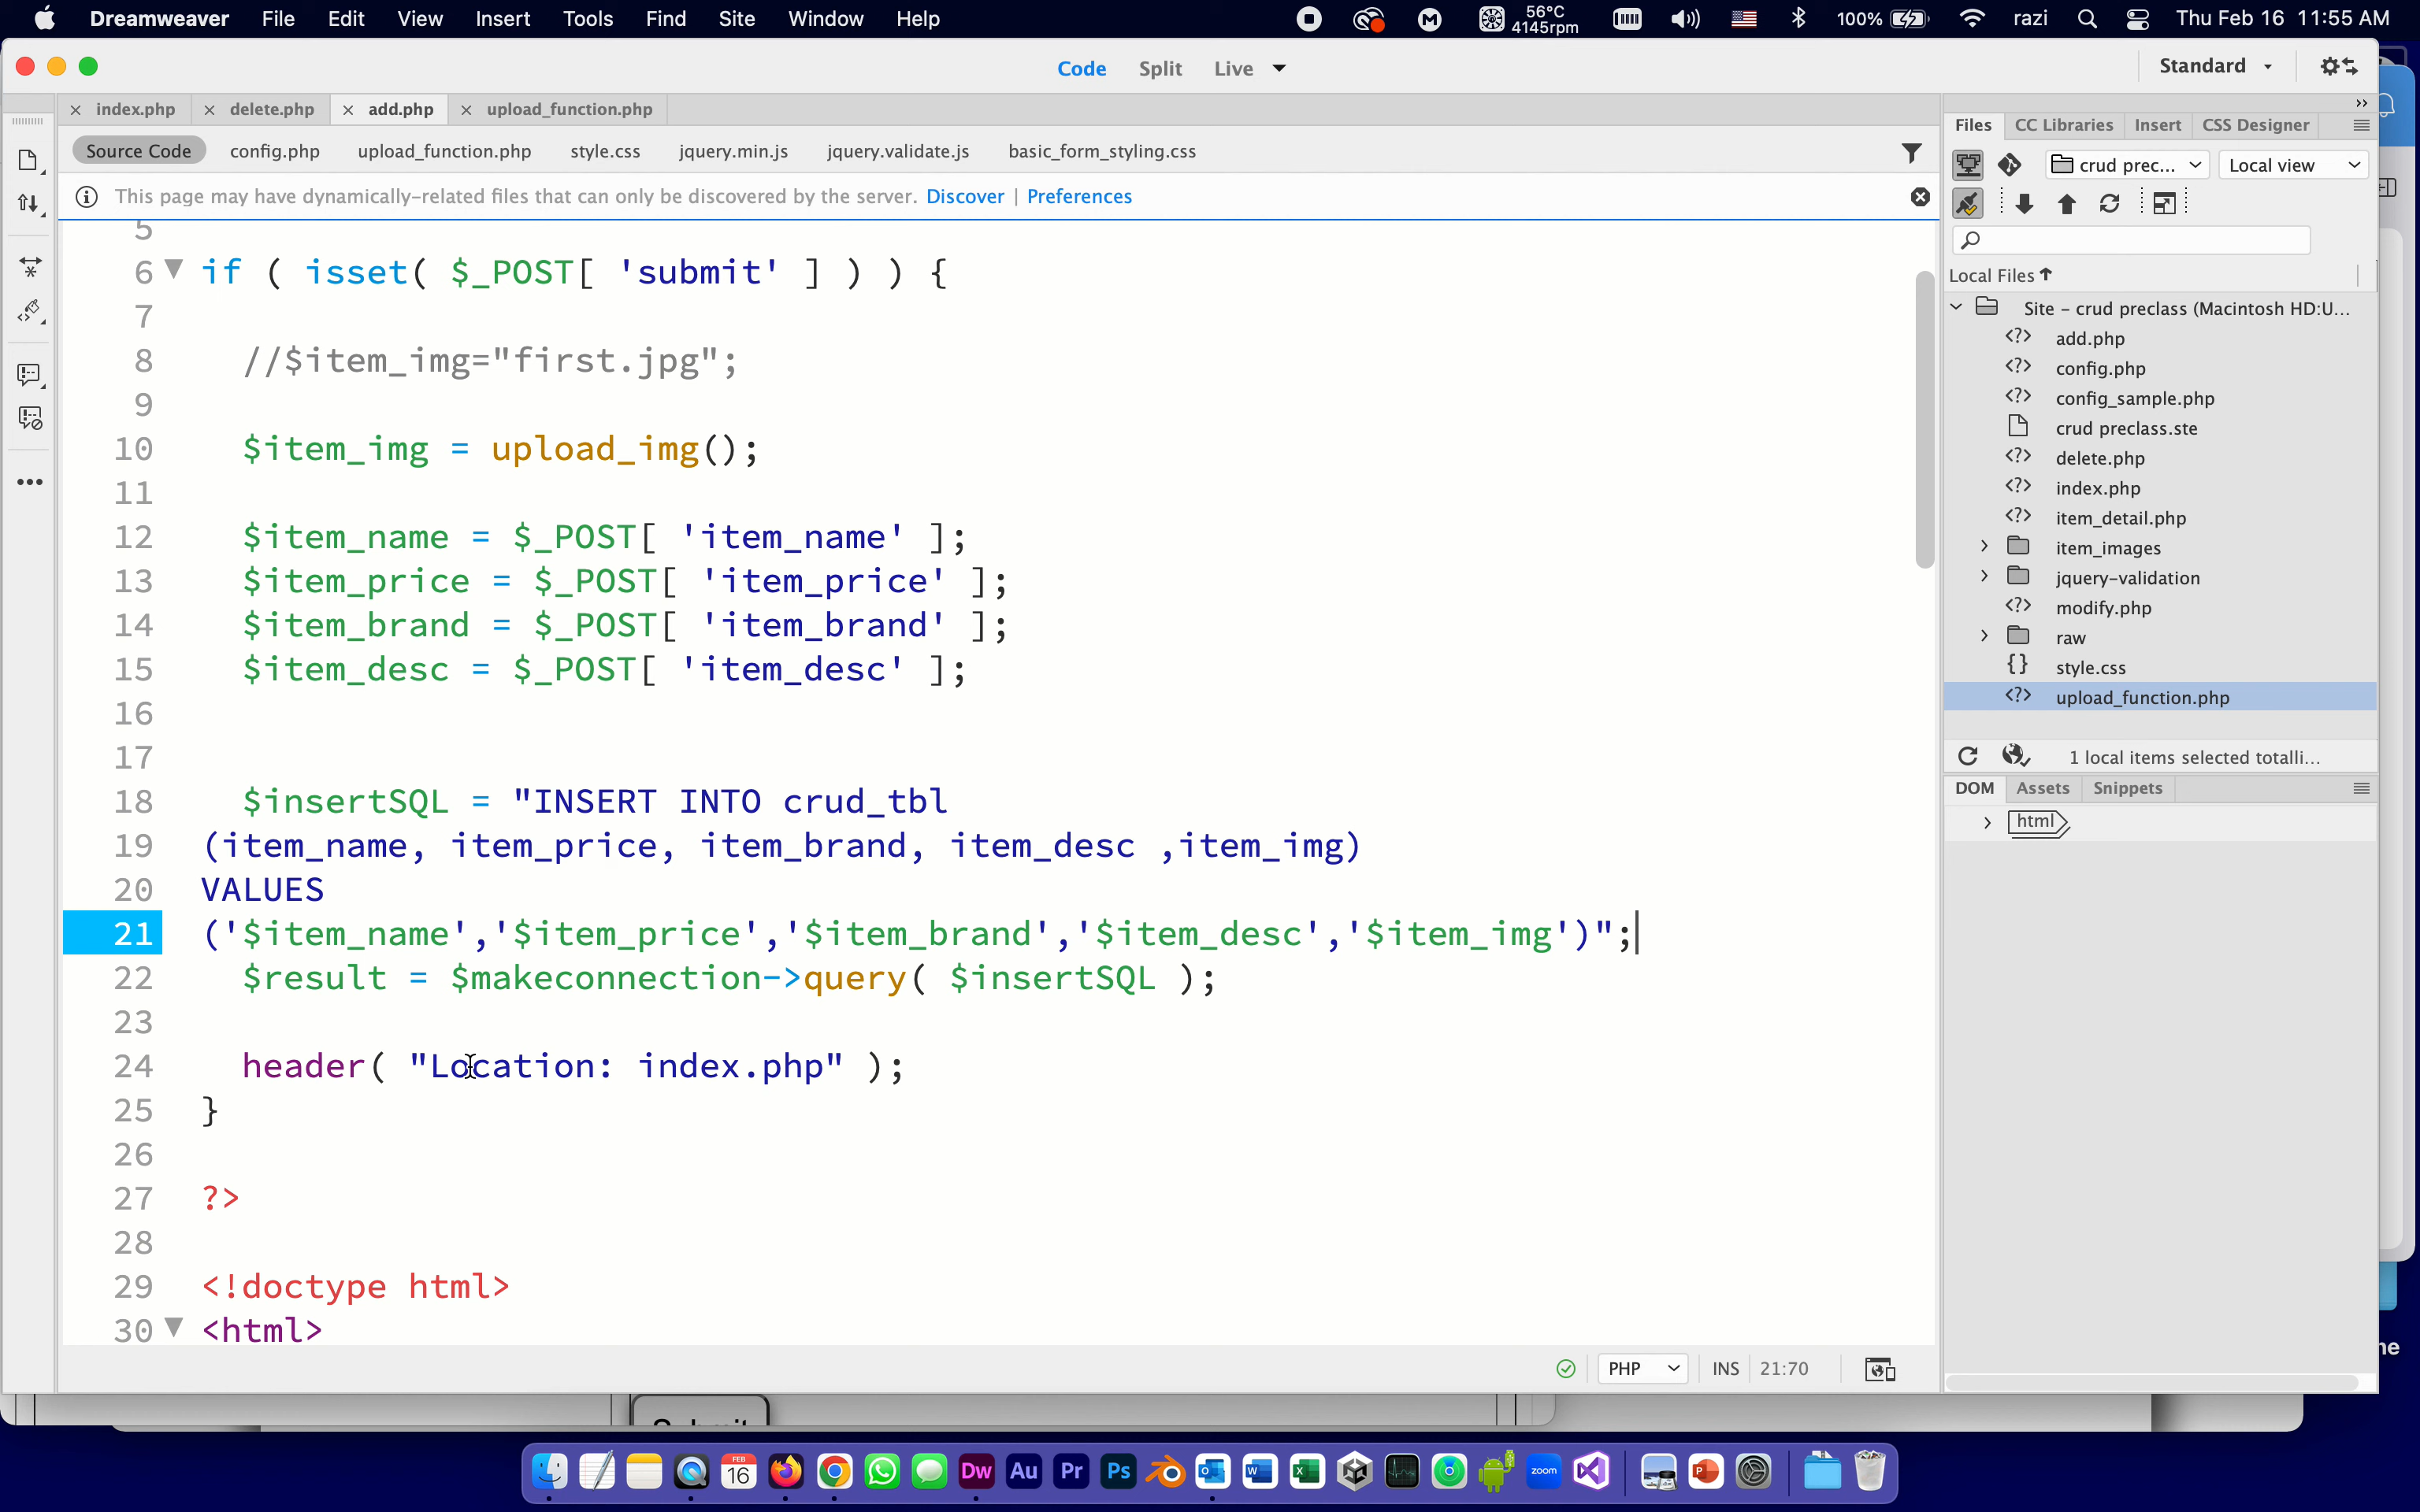 Dreamweaver File Edit View Insert Tools Find Site Window Help
56°C
4145rpm
100% razi Thu Feb 16 11:55 AM
Code Split Live
Standard
index.php delete.php add.php upload_function.php
Source Code config.php upload_function.php style.css jquery.min.js jquery.validate.js basic_form_styling.css
This page may have dynamically-related files that can only be discovered by the server. Discover | Preferences
5
6 if ( isset( $_POST[ 'submit' ] ) ) {
7
8 //$item_img="first.jpg";
9
10 $item_img = upload_img();
11
12 $item_name = $_POST[ 'item_name' ];
13 $item_price = $_POST[ 'item_price' ];
14 $item_brand = $_POST[ 'item_brand' ];
15 $item_desc = $_POST[ 'item_desc' ];
16
17
18 $insertSQL = "INSERT INTO crud_tbl
19 (item_name, item_price, item_brand, item_desc ,item_img)
20 VALUES
21 ('$item_name','$item_price','$item_brand','$item_desc','$item_img')";
22 $result = $makeconnection->query( $insertSQL );
23
24 header( "Location: index.php" );
25 }
26
27 ?>
28
29 <!doctype html>
30 <html>
PHP INS 21:70
Files CC Libraries Insert CSS Designer
crud prec... Local view
Local Files
Site – crud preclass (Macintosh HD:U...
add.php
config.php
config_sample.php
crud preclass.ste
delete.php
index.php
item_detail.php
item_images
jquery-validation
modify.php
raw
style.css
upload_function.php
1 local items selected totalli...
DOM Assets Snippets
html
FEB
16
Dw Au Pr Ps zoom